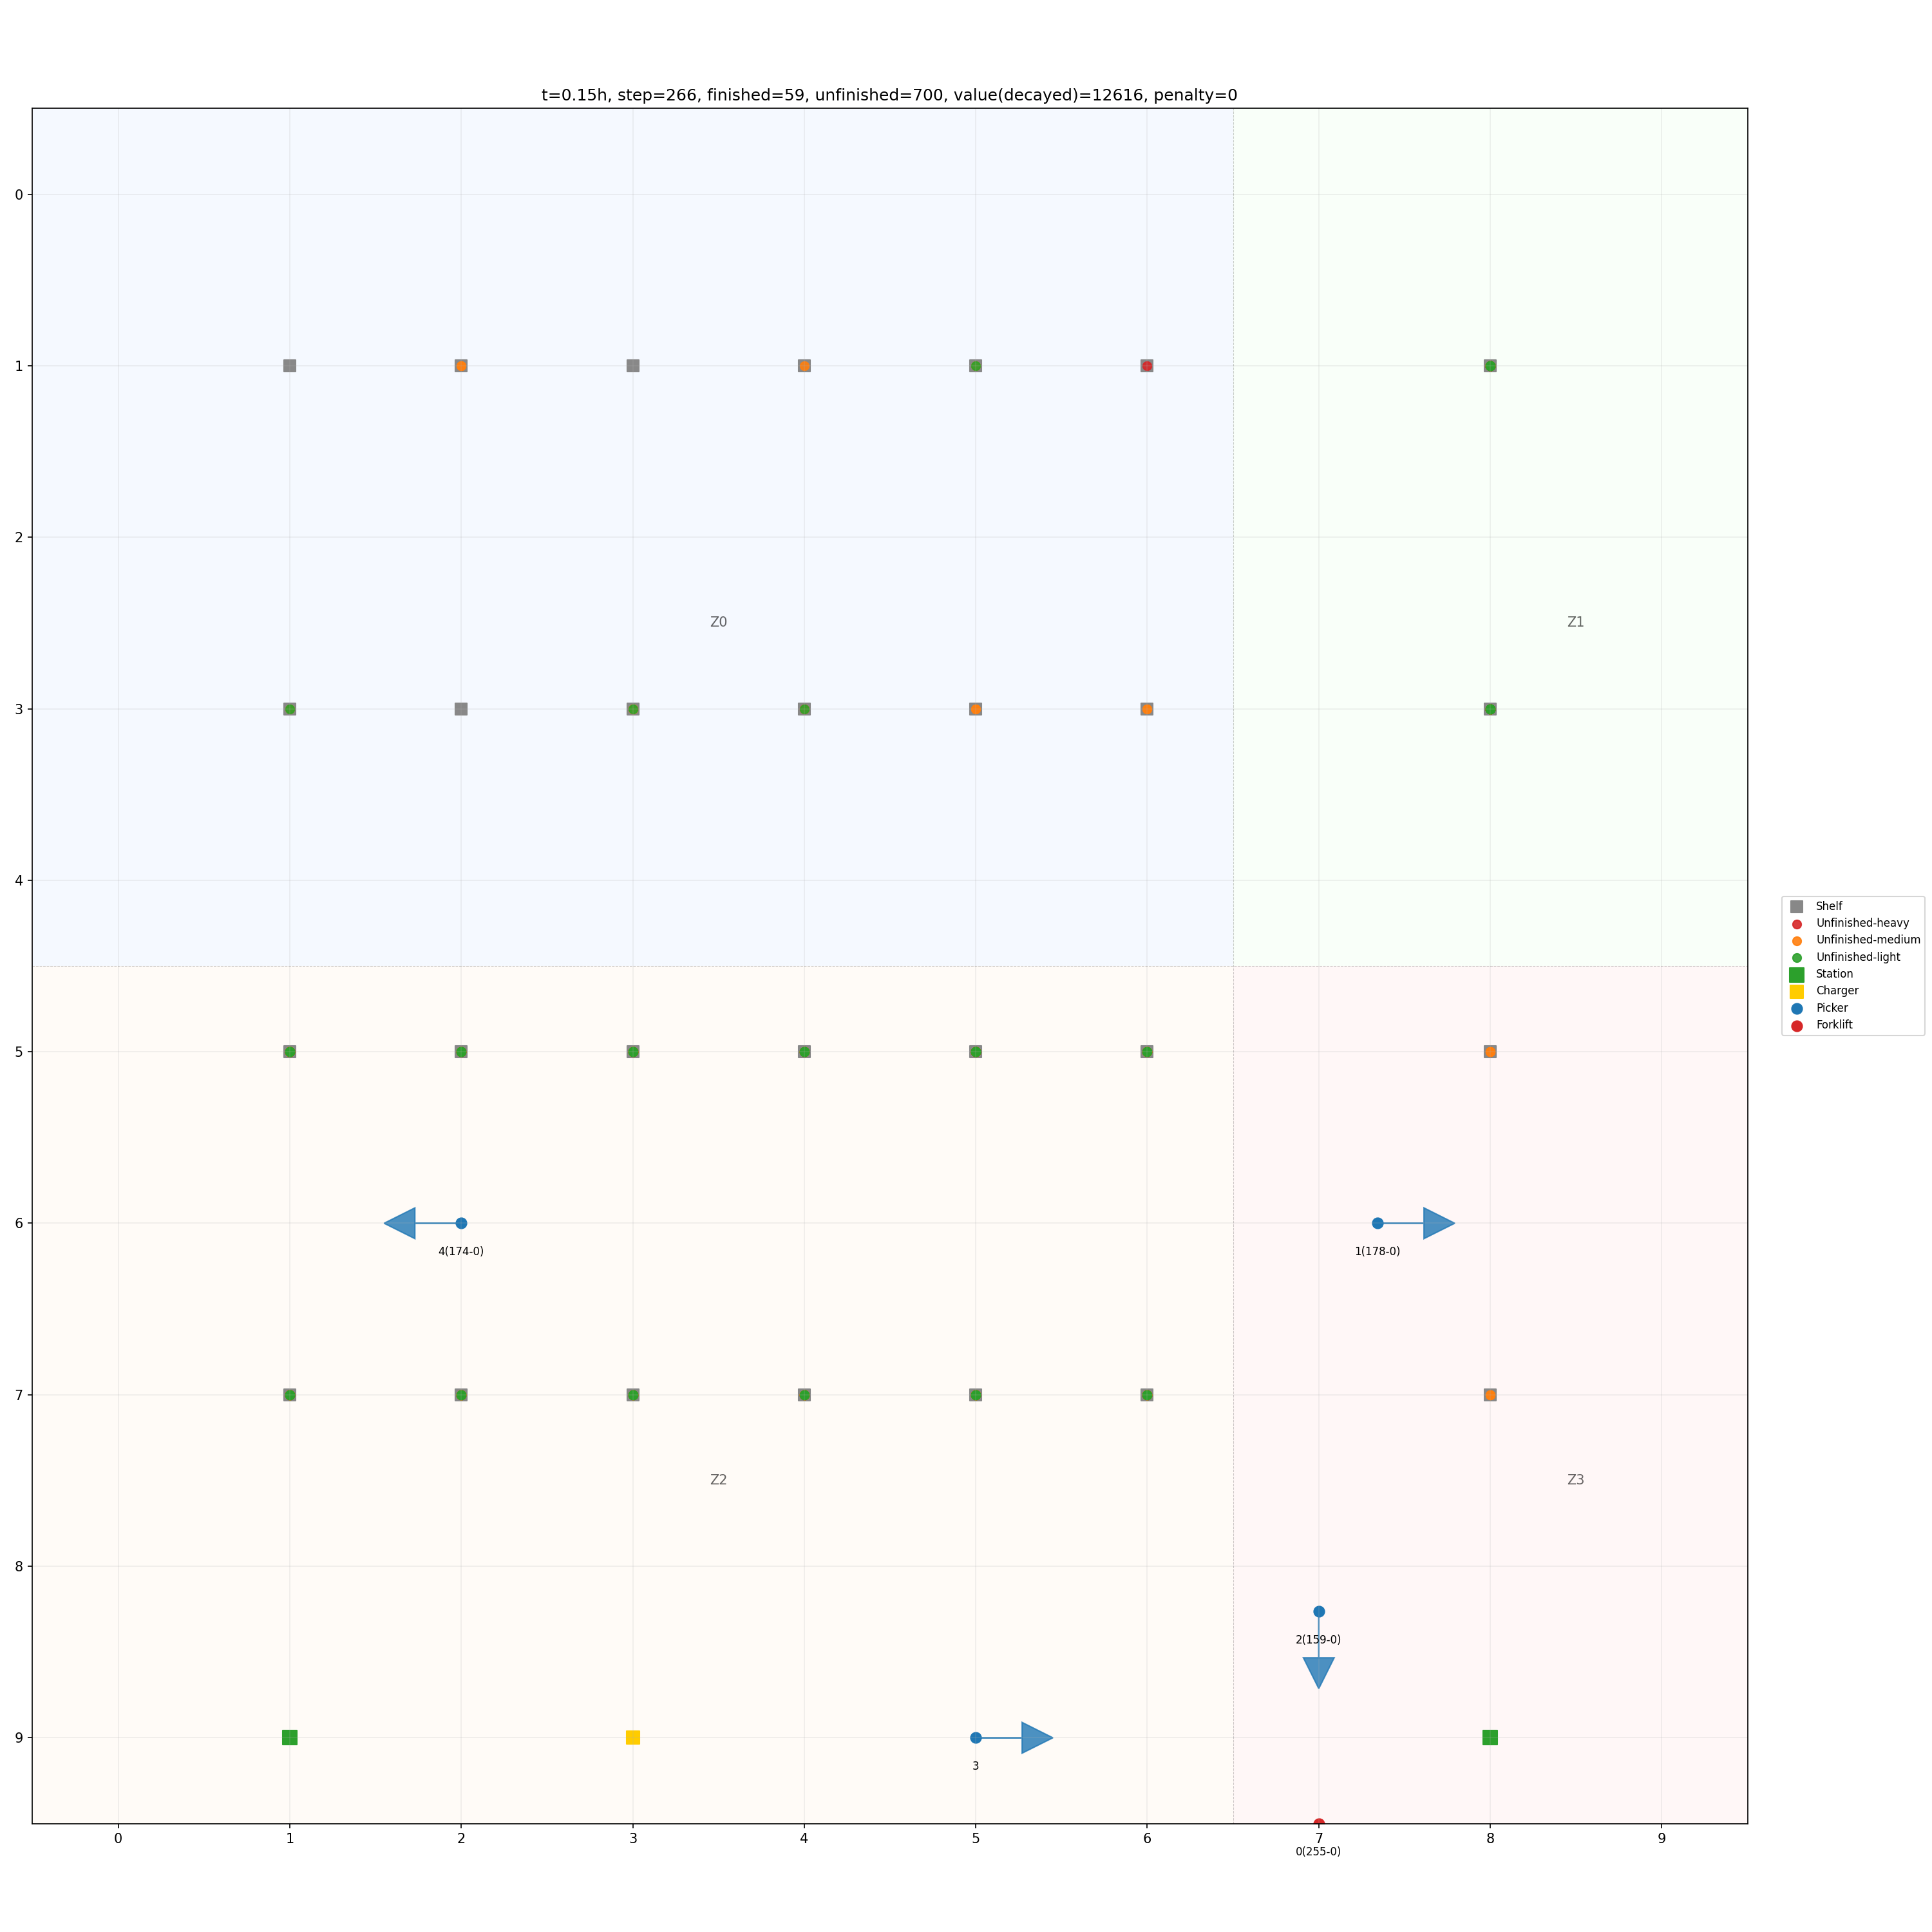 t=0.15h, step=266, finished=59, unfinished=700, value(decayed)=12616, penalty=0
0
1
2
Z0
Z1
3
4
Shelf
Unfinished-heavy
Unfinished-medium
Unfinished-light
Station
Charger
Picker
Forklift
5
6
4(174-0)
1(178-0)
7
Z2
Z3
8
2(159-0)
9
3
0 1 2 3 4 5 6 7 8 9
0(255-0)